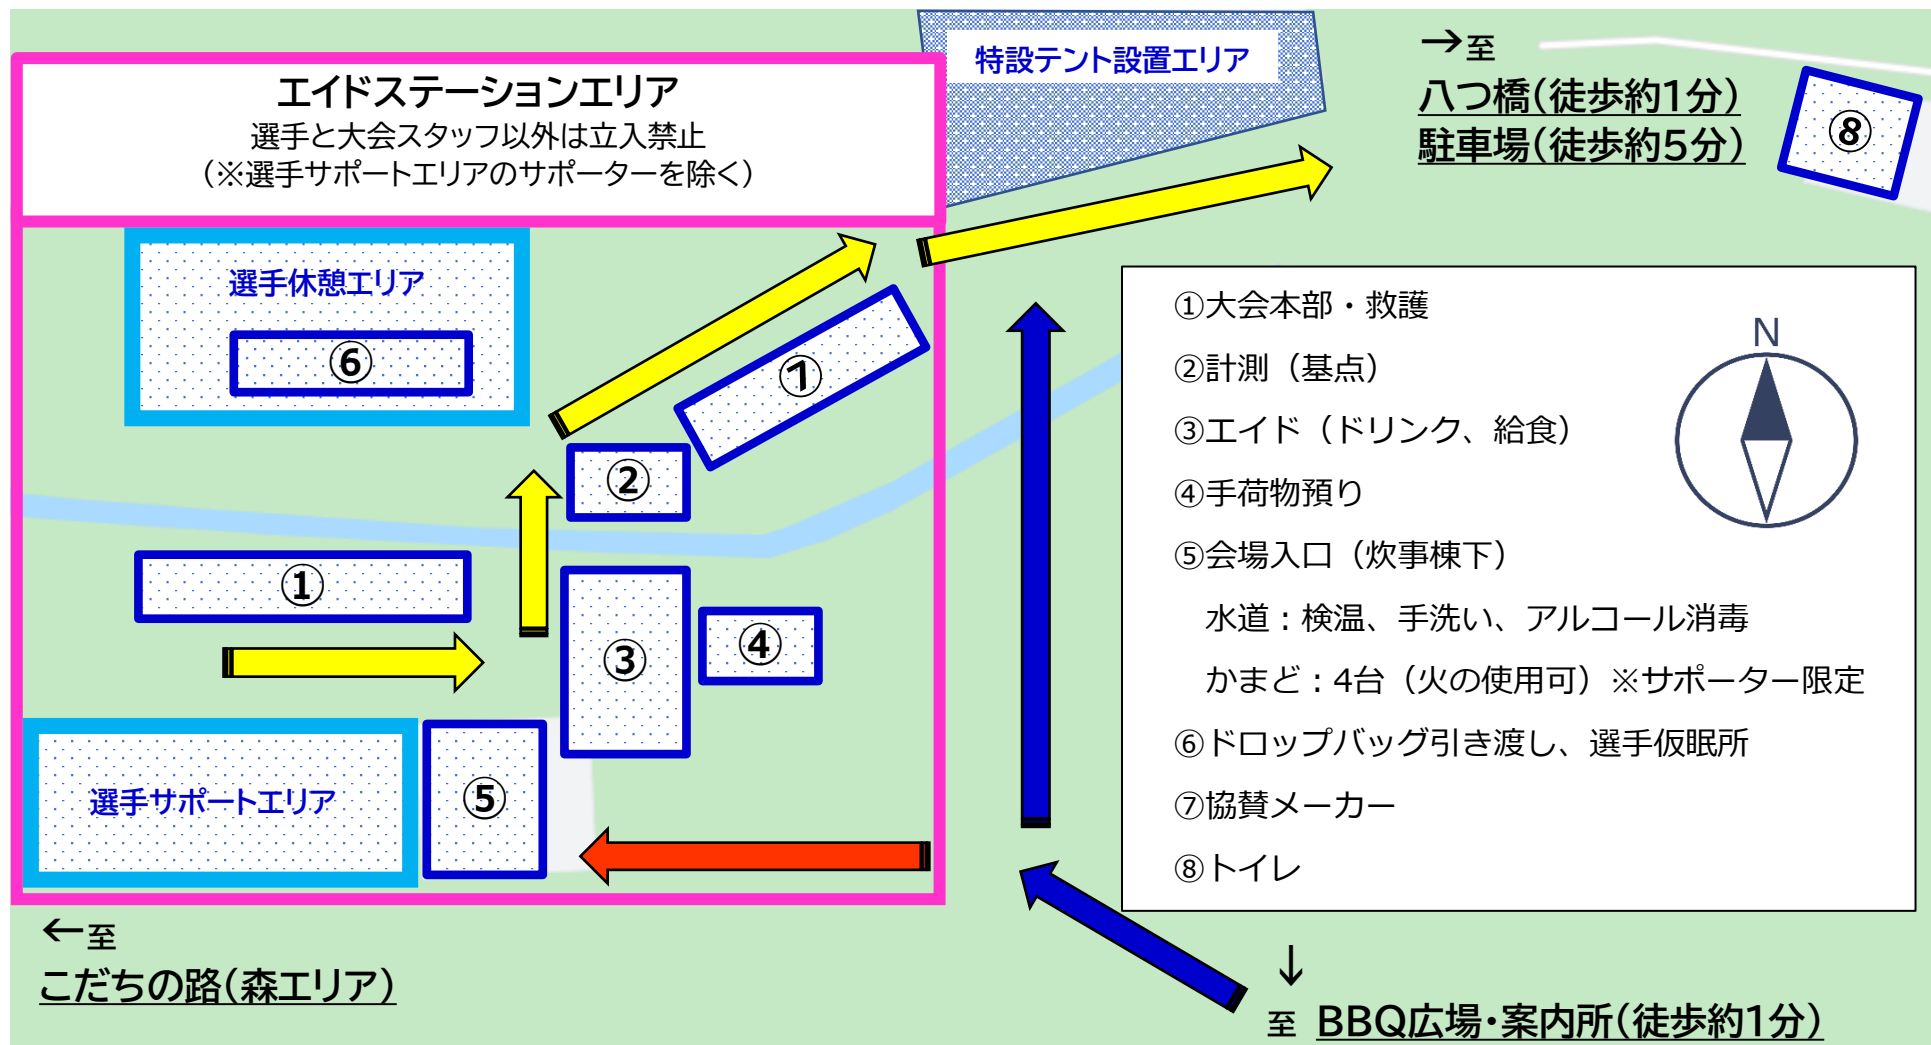 エイドステーションエリア
選手と大会スタッフ以外は立入禁止
（※選手サポートエリアのサポーターを除く）
特設テント設置エリア
→至
八つ橋(徒歩約1分)
駐車場(徒歩約5分)
⑧
選手休憩エリア
⑥
⑦
②
①
③
④
選手サポートエリア
⑤
①大会本部・救護
②計測（基点）
③エイド（ドリンク、給食）
④手荷物預り
⑤会場入口（炊事棟下）
水道：検温、手洗い、アルコール消毒
かまど：4台（火の使用可）※サポーター限定
⑥ドロップバッグ引き渡し、選手仮眠所
⑦協賛メーカー
⑧トイレ
N
←至
こだちの路(森エリア)
↓
至 BBQ広場・案内所(徒歩約1分)